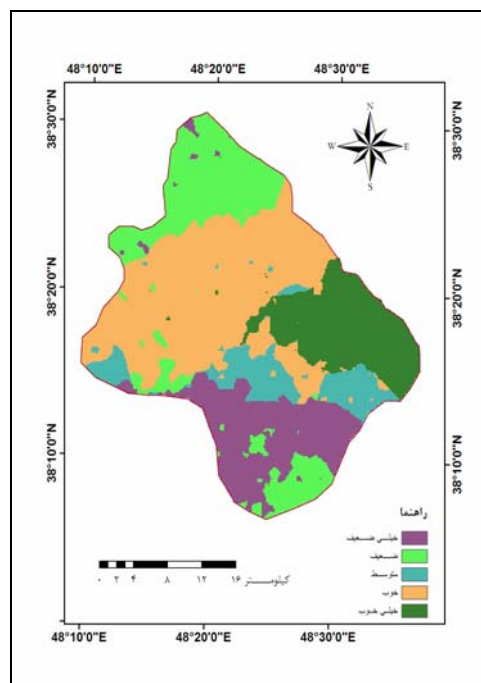 48°10'0"E 48°20'0"E 48°30'0"E
N
W E
S
38°30'0"N 38°30'0"N
38°20'0"N 38°20'0"N
38°10'0"N 38°10'0"N
راهنما
خیلی ضعیف
ضعیف
متوسط
خوب
خیلی خوب
۰ ۲ ۴ ۸ ۱۲ ۱۶ کیلومتر
48°10'0"E 48°20'0"E 48°30'0"E